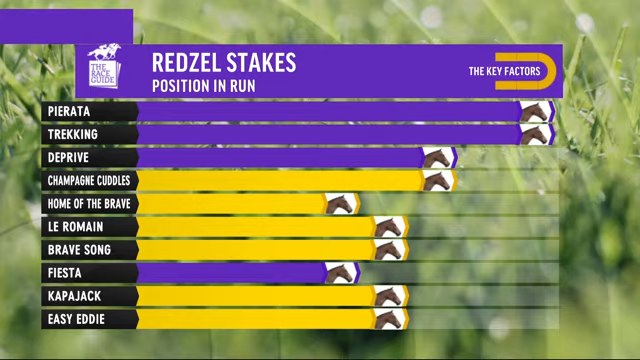 THE
RACE
GUIDE
REDZEL STAKES
POSITION IN RUN
THE KEY FACTORS
PIERATA
TREKKING
DEPRIVE
CHAMPAGNE CUDDLES
HOME OF THE BRAVE
LE ROMAIN
BRAVE SONG
FIESTA
KAPAJACK
EASY EDDIE